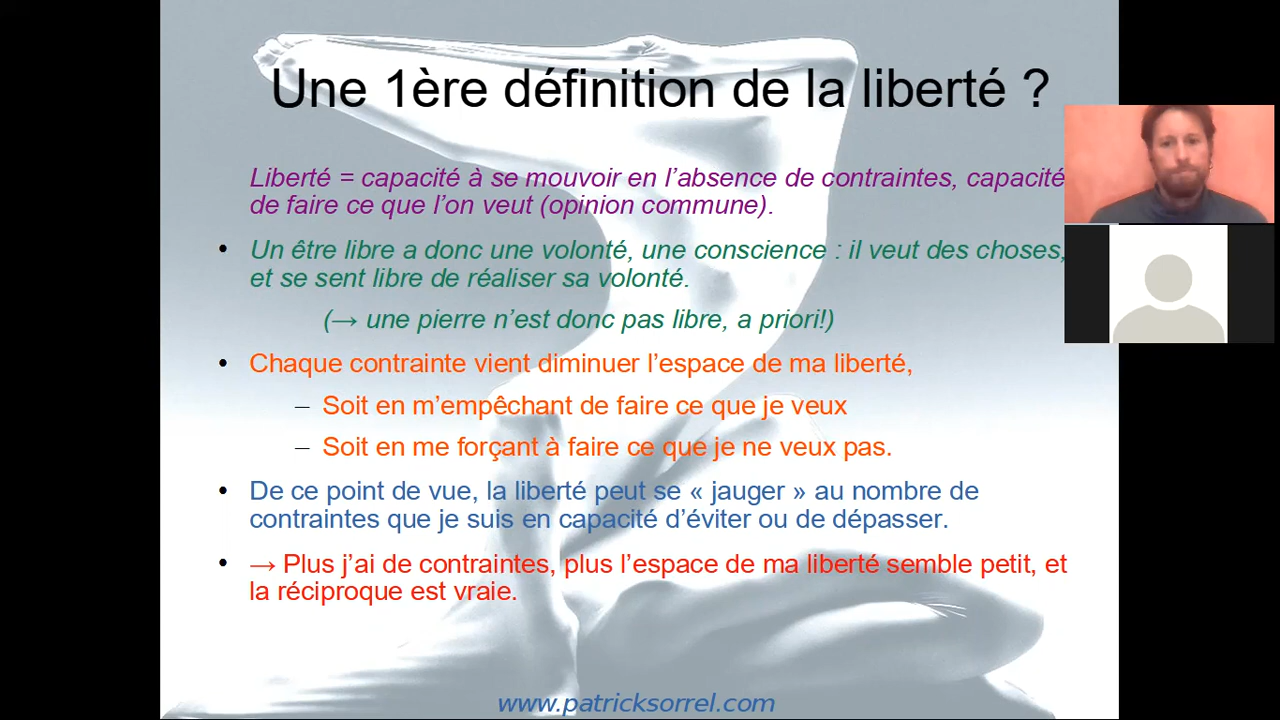 Une 1ère définition de la liberté ?
Liberté = capacité à se mouvoir en l’absence de contraintes, capacité
de faire ce que l’on veut (opinion commune).
• Un être libre a donc une volonté, une conscience : il veut des choses,
et se sent libre de réaliser sa volonté.
(→ une pierre n’est donc pas libre, a priori!)
• Chaque contrainte vient diminuer l’espace de ma liberté,
– Soit en m’empêchant de faire ce que je veux
– Soit en me forçant à faire ce que je ne veux pas.
• De ce point de vue, la liberté peut se « jauger » au nombre de
contraintes que je suis en capacité d’éviter ou de dépasser.
• → Plus j’ai de contraintes, plus l’espace de ma liberté semble petit, et
la réciproque est vraie.
www.patricksorrel.com